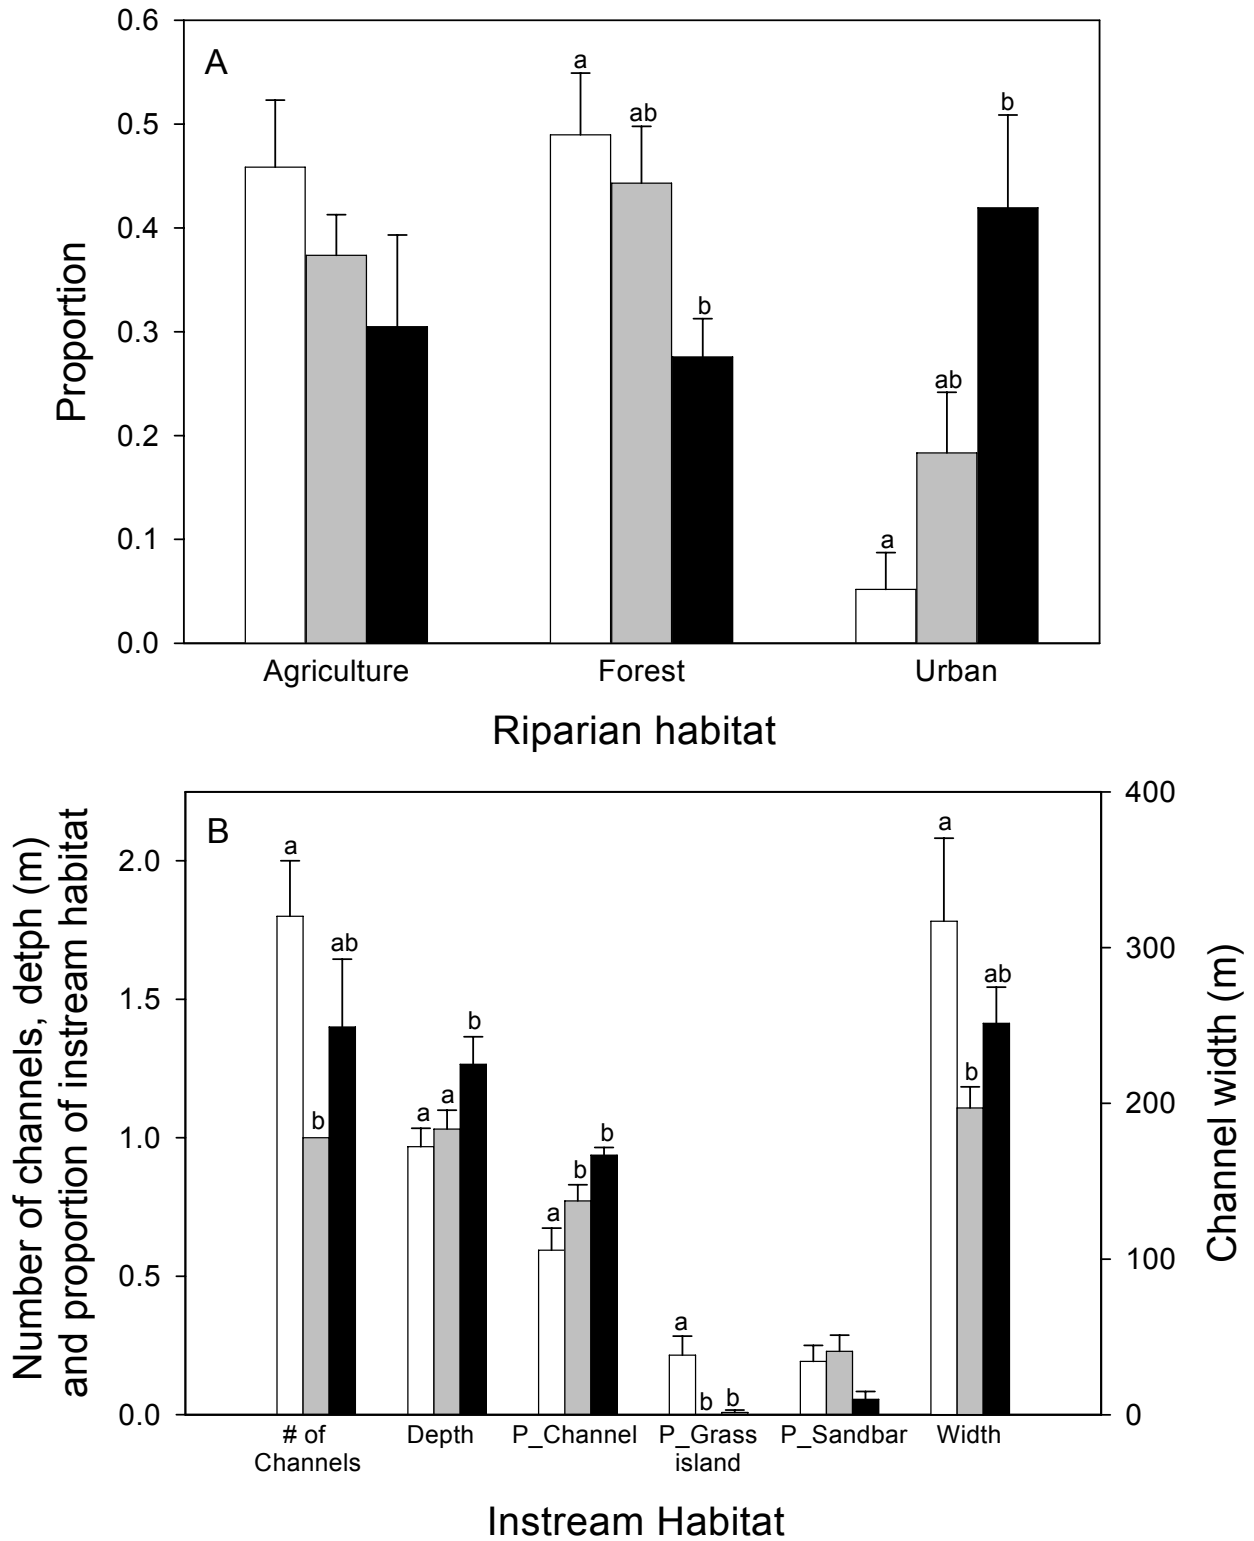 A
0.6
0.5
0.4
0.3
0.2
0.1
0.0
Proportion
a
ab
b
a
ab
b
Agriculture
Forest
Urban
Riparian habitat
B
2.0
1.5
1.0
0.5
0.0
Number of channels, detph (m)
and proportion of instream habitat
400
300
200
100
0
Channel width (m)
a
b
ab
a
a
b
a
b
b
a
b
b
a
b
ab
# of
Channels
Depth
P_Channel
P_Grass
island
P_Sandbar
Width
Instream Habitat